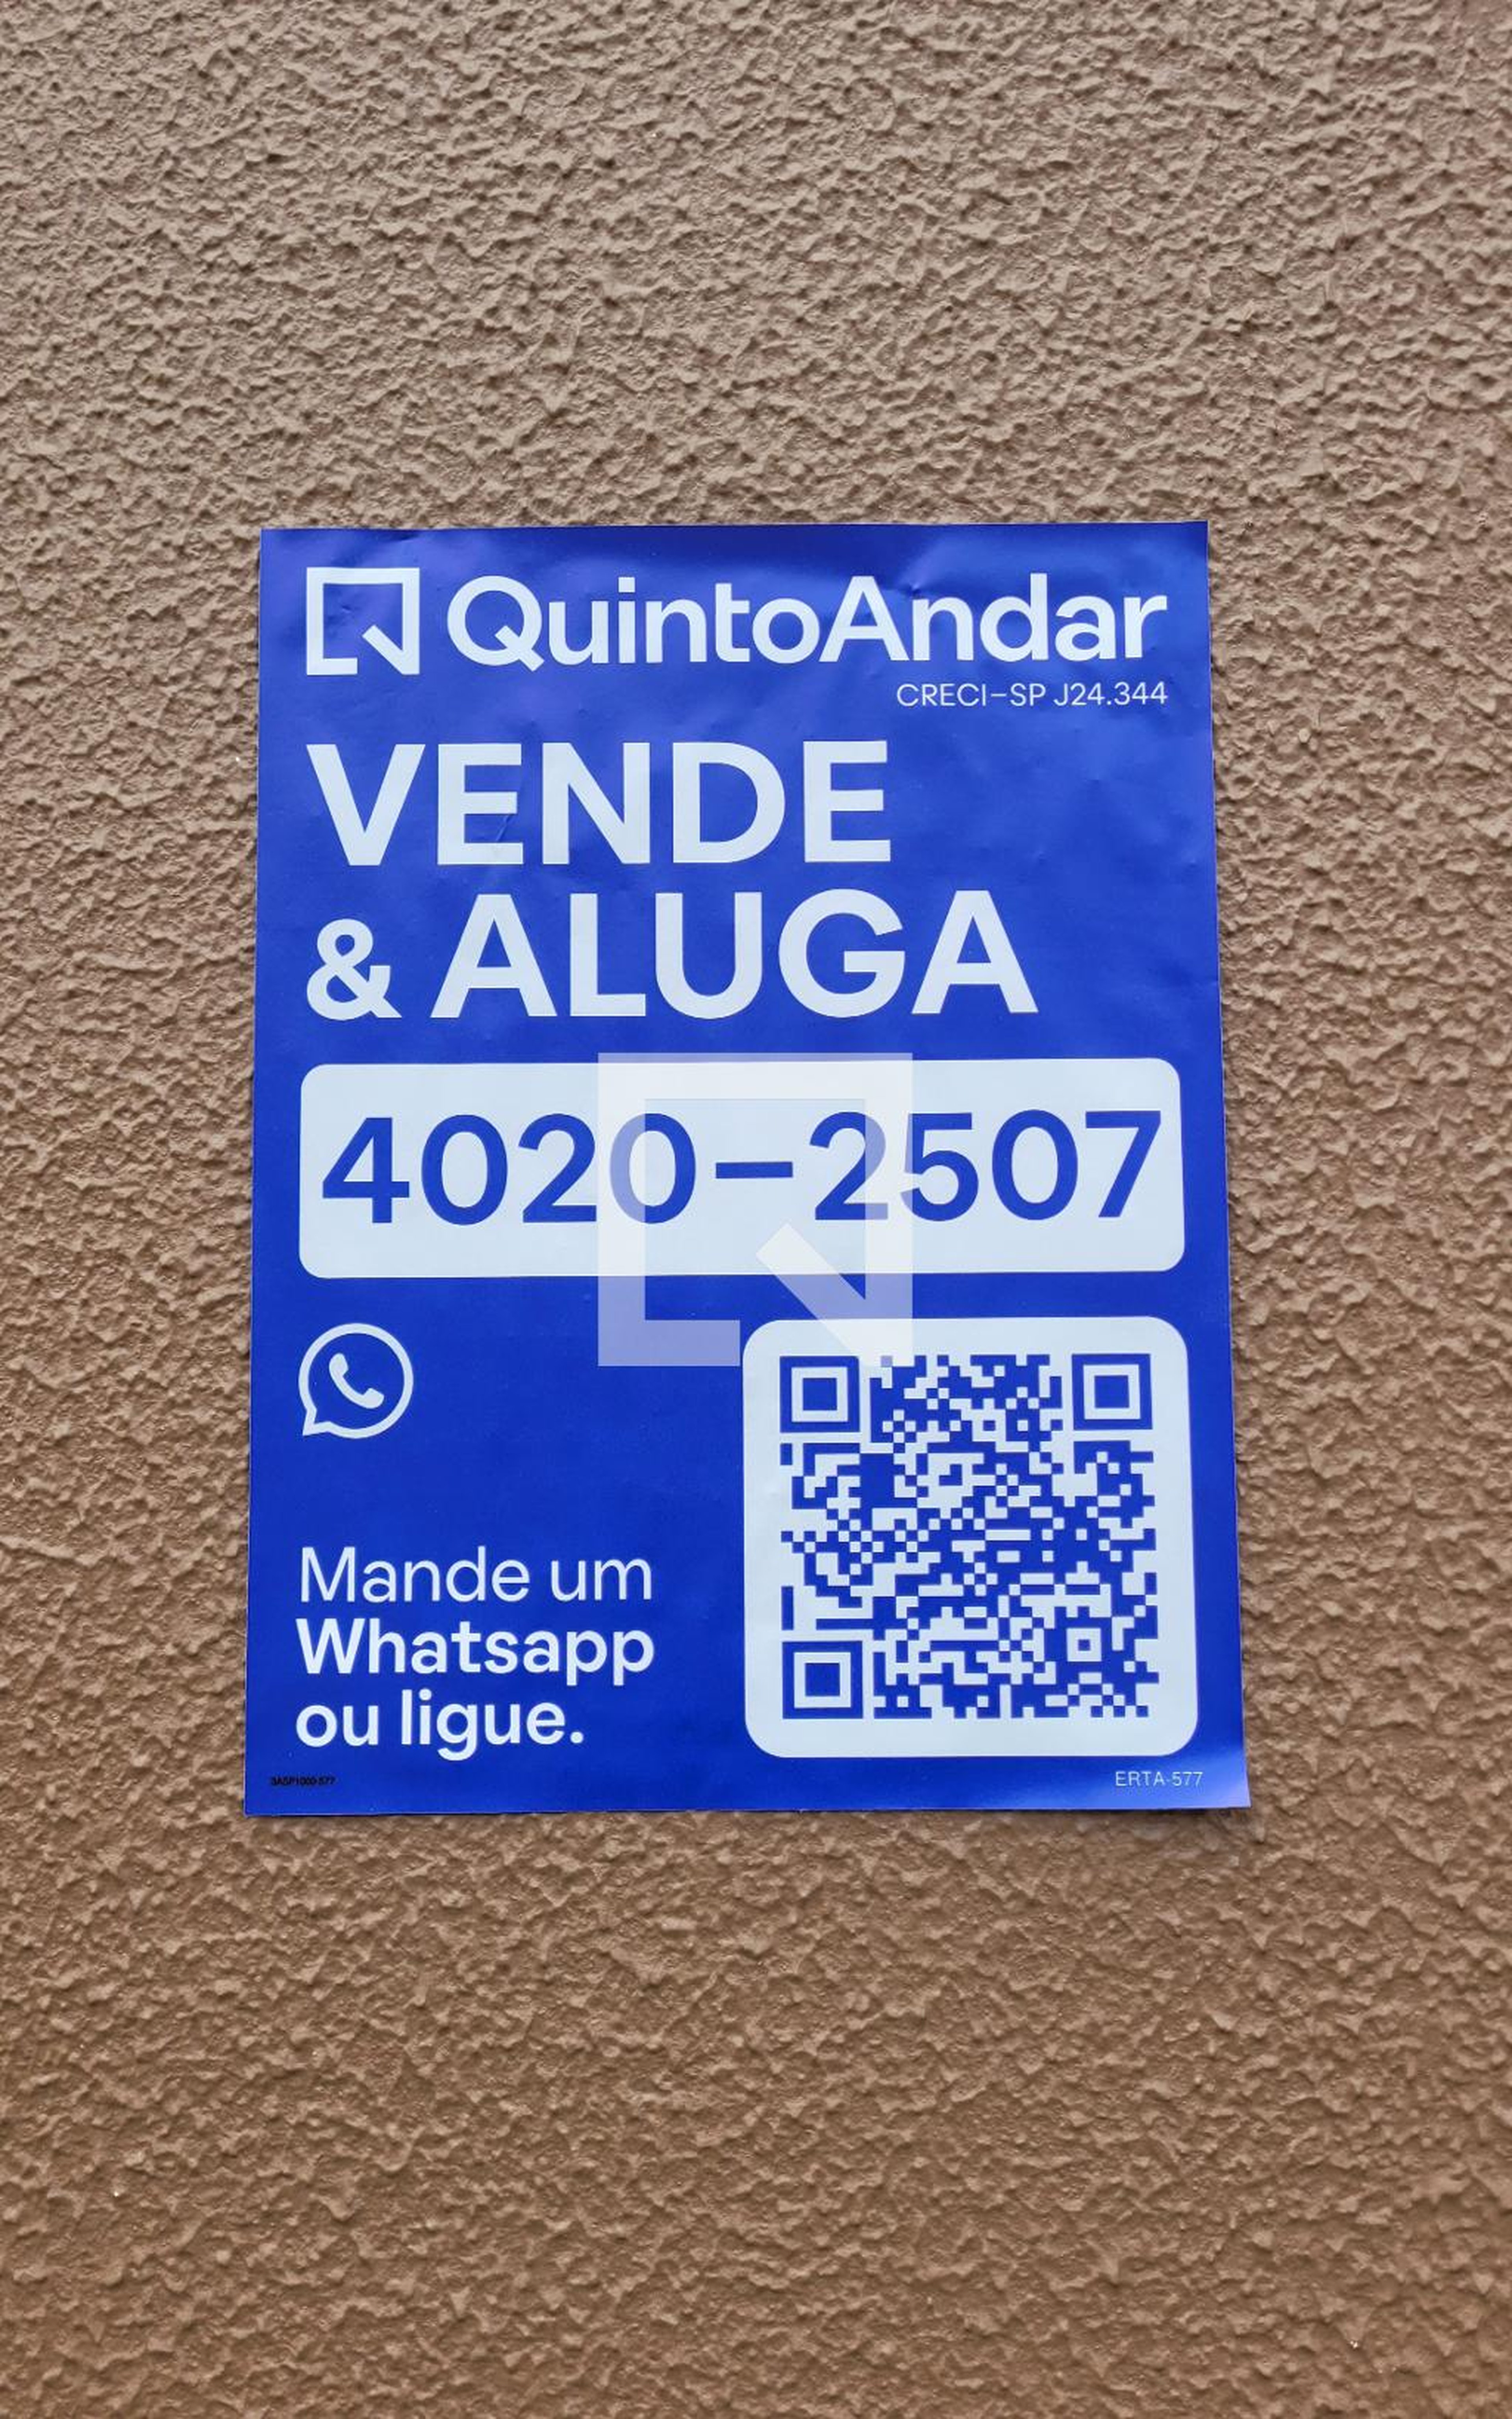 QuintoAndar
CRECI-SP J24.344
VENDE
& ALUGA
4020-2507
Mande um
Whatsapp
ou ligue.
ERTA-577